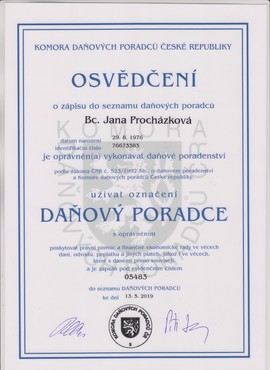 KOMORA DAŇOVÝCH PORADCŮ ČESKÉ REPUBLIKY
OSVĚDČENÍ
o zápisu do seznamu daňových poradců
Bc. Jana Procházková
29. 8. 1976
datum narození
76673383
identifikační číslo
je oprávněn(a) vykonávat daňové poradenství
podle zákona ČNR č. 523/1992 Sb., o daňovém poradenství
a Komoře daňových poradců České republiky
užívat označení
DAŇOVÝ PORADCE
s oprávněním
poskytovat právní pomoc a finančně ekonomické rady ve věcech
daní, odvodů, poplatků a jiných plateb, jakož i ve věcech,
které s daněmi přímo souvisejí
a je zapsán pod evidenčním číslem
05483
do seznamu DAŇOVÝCH PORADCŮ
ke dni 13. 5. 2019
KOMORA DAŇOVÝCH PORADCŮ ČR